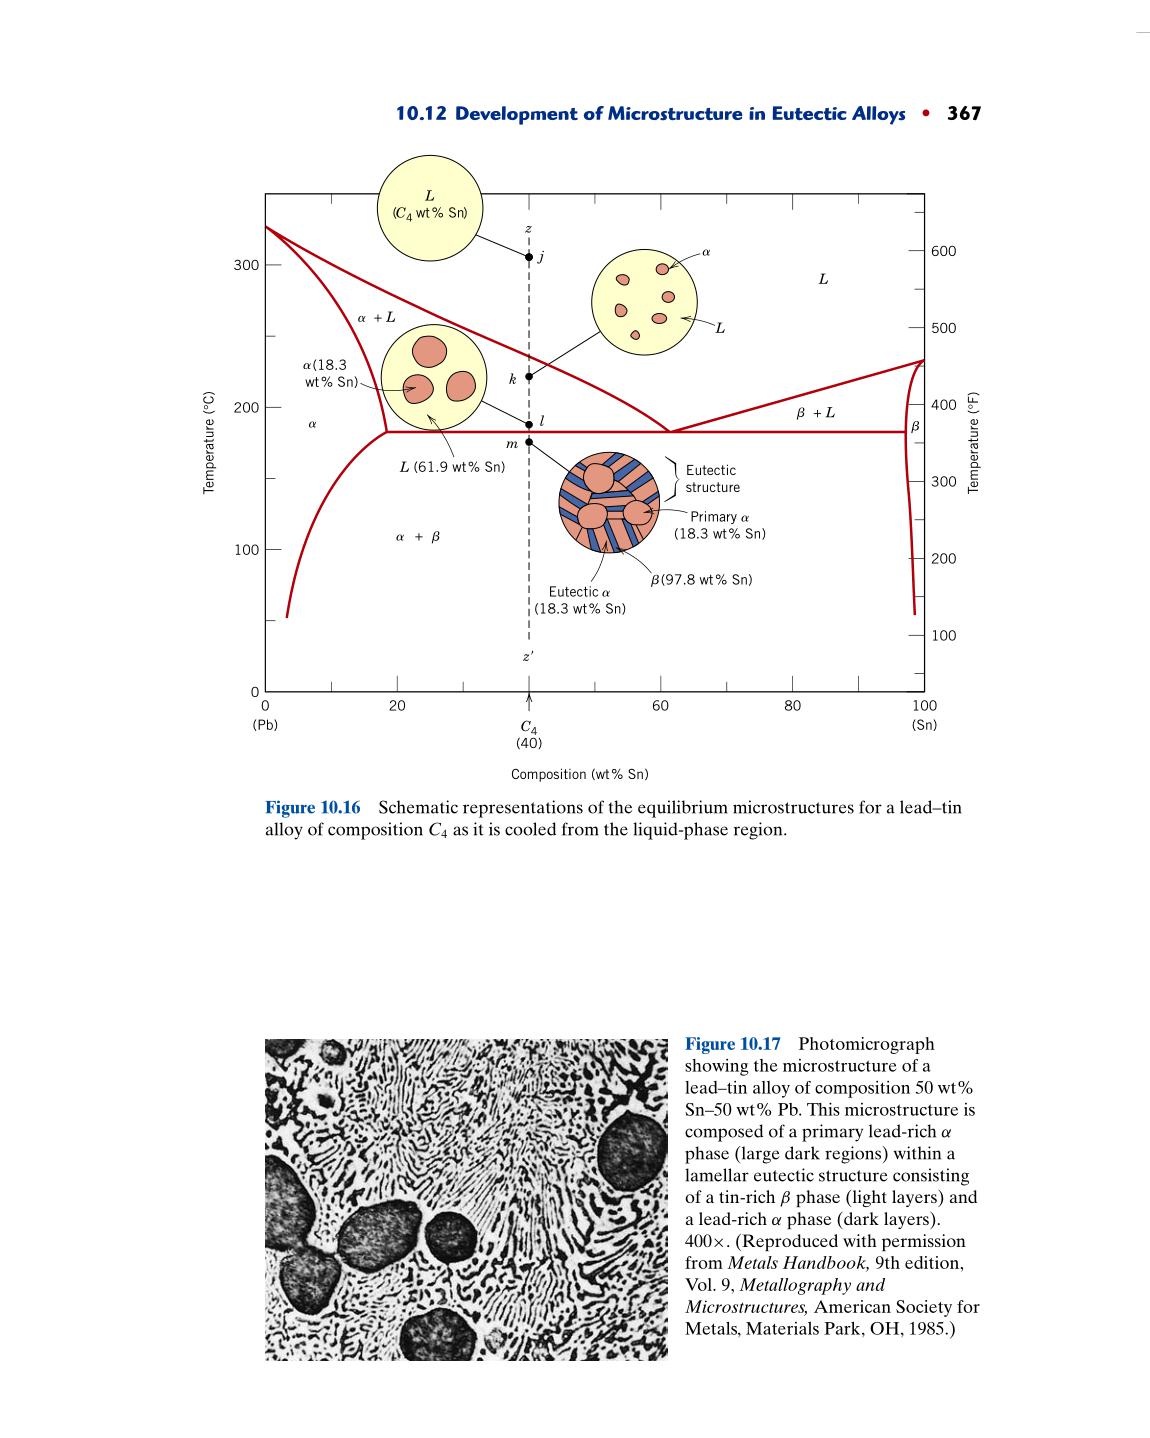 10.12 Development of Microstructure in Eutectic Alloys • 367
L
(C4 wt% Sn)
z
j
α
L
L
600
300
α + L
500
α(18.3
wt% Sn)
k
400
200
α
l
m
β + L
β
Temperature (°C)
Temperature (°F)
L (61.9 wt% Sn)
Eutectic
structure
300
Primary α
(18.3 wt% Sn)
α + β
100
200
β(97.8 wt% Sn)
Eutectic α
(18.3 wt% Sn)
100
z'
0
0
20
60
80
100
(Pb)
C4
(40)
(Sn)
Composition (wt% Sn)
Figure 10.16 Schematic representations of the equilibrium microstructures for a lead–tin
alloy of composition C4 as it is cooled from the liquid-phase region.
Figure 10.17 Photomicrograph
showing the microstructure of a
lead–tin alloy of composition 50 wt%
Sn–50 wt% Pb. This microstructure is
composed of a primary lead-rich α
phase (large dark regions) within a
lamellar eutectic structure consisting
of a tin-rich β phase (light layers) and
a lead-rich α phase (dark layers).
400×. (Reproduced with permission
from Metals Handbook, 9th edition,
Vol. 9, Metallography and
Microstructures, American Society for
Metals, Materials Park, OH, 1985.)